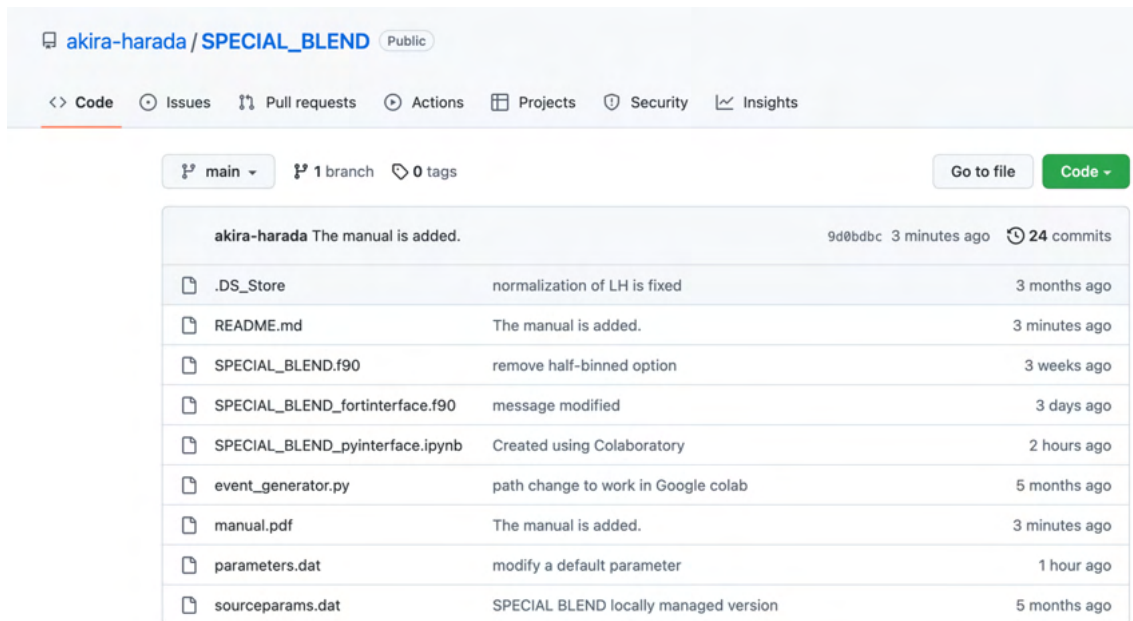 akira-harada / SPECIAL_BLEND Public
Code Issues Pull requests Actions Projects Security Insights
main 1 branch 0 tags Go to file Code
akira-harada The manual is added. 9d0bdbc 3 minutes ago 24 commits
.DS_Store normalization of LH is fixed 3 months ago
README.md The manual is added. 3 minutes ago
SPECIAL_BLEND.f90 remove half-binned option 3 weeks ago
SPECIAL_BLEND_fortinterface.f90 message modified 3 days ago
SPECIAL_BLEND_pyinterface.ipynb Created using Colaboratory 2 hours ago
event_generator.py path change to work in Google colab 5 months ago
manual.pdf The manual is added. 3 minutes ago
parameters.dat modify a default parameter 1 hour ago
sourceparams.dat SPECIAL BLEND locally managed version 5 months ago